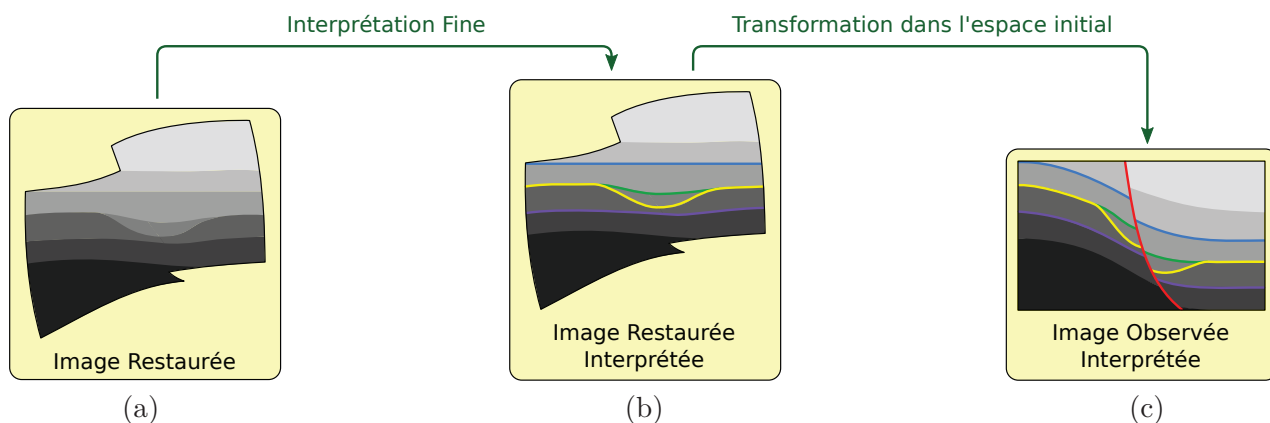 Interprétation Fine
Transformation dans l'espace initial
Image Restaurée
Image Restaurée
Interprétée
Image Observée
Interprétée
(a)
(b)
(c)